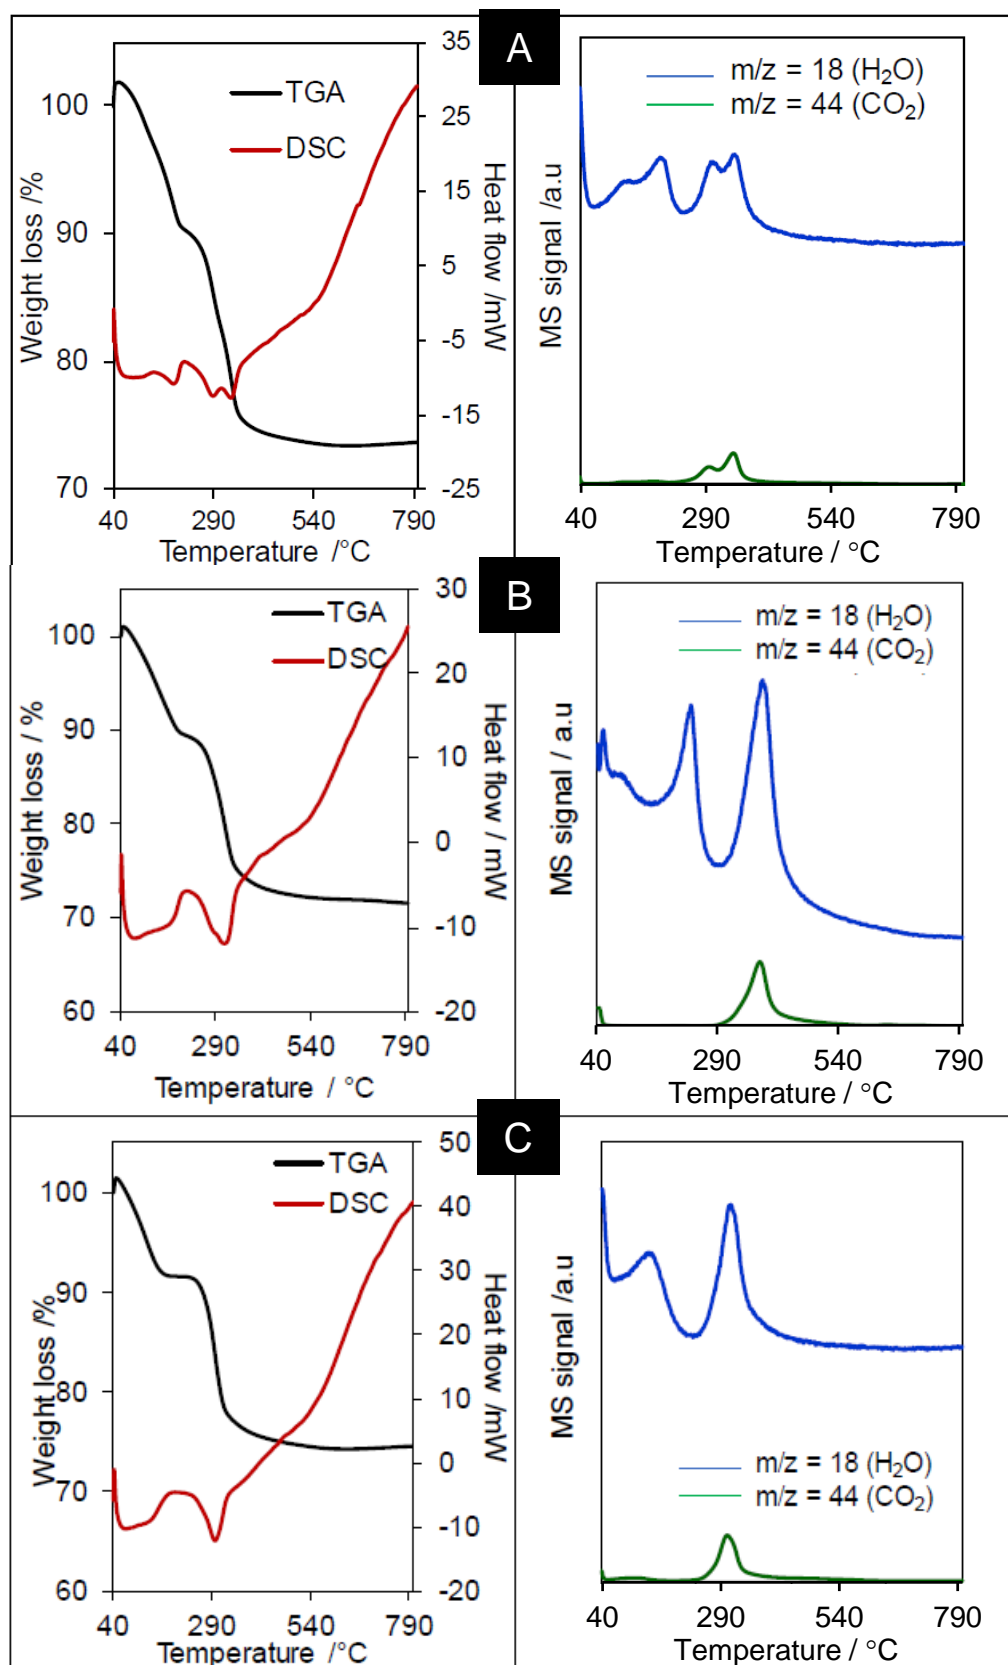 A
35
25
15
5
-5
-15
-25
100
90
80
70
TGA
DSC
Weight loss /%
Heat flow /mW
40 290 540 790
Temperature /°C
m/z = 18 (H₂O)
m/z = 44 (CO₂)
MS signal /a.u
40 290 540 790
Temperature / °C
B
30
20
10
0
-10
-20
100
90
80
70
60
TGA
DSC
Weight loss / %
Heat flow / mW
40 290 540 790
Temperature / °C
m/z = 18 (H₂O)
m/z = 44 (CO₂)
MS signal / a.u
40 290 540 790
Temperature / °C
C
50
40
30
20
10
0
-10
-20
100
90
80
70
60
TGA
DSC
Weight loss /%
Heat flow /mW
40 290 540 790
Temperature /°C
MS signal /a.u
m/z = 18 (H₂O)
m/z = 44 (CO₂)
40 290 540 790
Temperature / °C